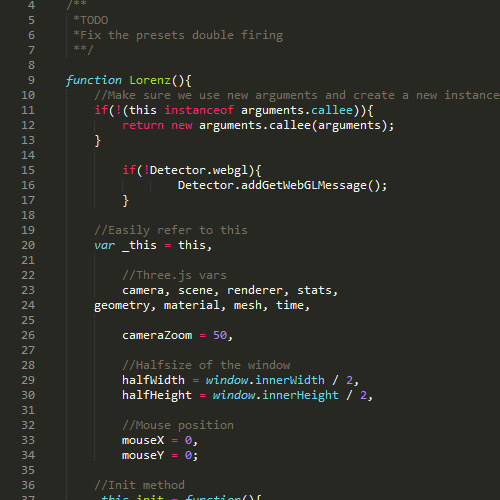 4 /**
5 *TODO
6 *Fix the presets double firing
7 **/
8
9 function Lorenz(){
10 //Make sure we use new arguments and create a new instance
11 if(!(this instanceof arguments.callee)){
12 return new arguments.callee(arguments);
13 }
14
15 if(!Detector.webgl){
16 Detector.addGetWebGLMessage();
17 }
18
19 //Easily refer to this
20 var _this = this,
21
22 //Three.js vars
23 camera, scene, renderer, stats,
24 geometry, material, mesh, time,
25
26 cameraZoom = 50,
27
28 //Halfsize of the window
29 halfWidth = window.innerWidth / 2,
30 halfHeight = window.innerHeight / 2,
31
32 //Mouse position
33 mouseX = 0,
34 mouseY = 0;
35
36 //Init method
37 _this.init = function(){